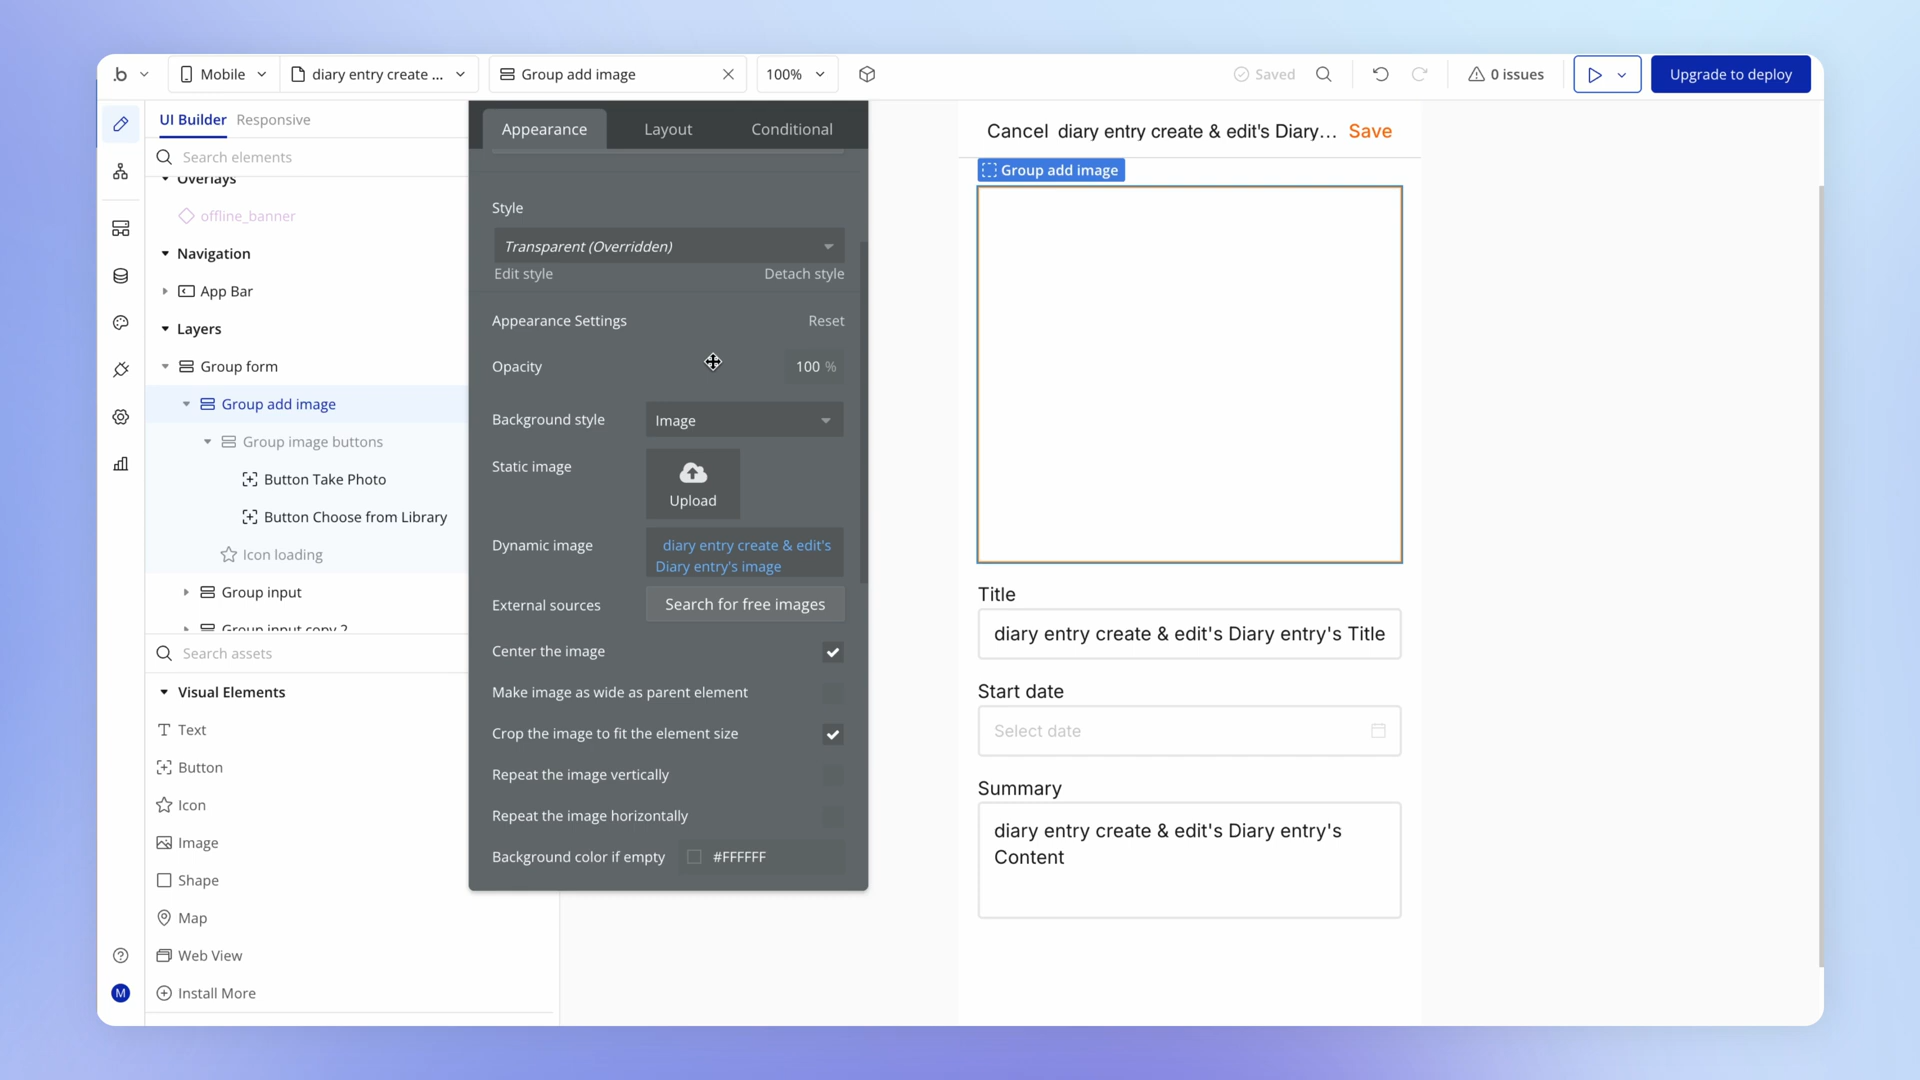 .b
Mobile
diary entry create ...
Group add image
100%
Saved
0 issues
Upgrade to deploy
UI Builder
Responsive
Search elements
Overlays
offline_banner
Navigation
App Bar
Layers
Group form
Group add image
Group image buttons
Button Take Photo
Button Choose from Library
Icon loading
Group input
Group input copy 2
Search assets
Visual Elements
Text
Button
Icon
Image
Shape
Map
Web View
Install More
M
Appearance
Layout
Conditional
Style
Transparent (Overridden)
Edit style
Detach style
Appearance Settings
Reset
Opacity
100 %
Background style
Image
Static image
Upload
Dynamic image
diary entry create & edit's
Diary entry's image
External sources
Search for free images
Center the image
Make image as wide as parent element
Crop the image to fit the element size
Repeat the image vertically
Repeat the image horizontally
Background color if empty
#FFFFFF
Cancel
diary entry create & edit's Diary...
Save
Group add image
Title
diary entry create & edit's Diary entry's Title
Start date
Select date
Summary
diary entry create & edit's Diary entry's
Content